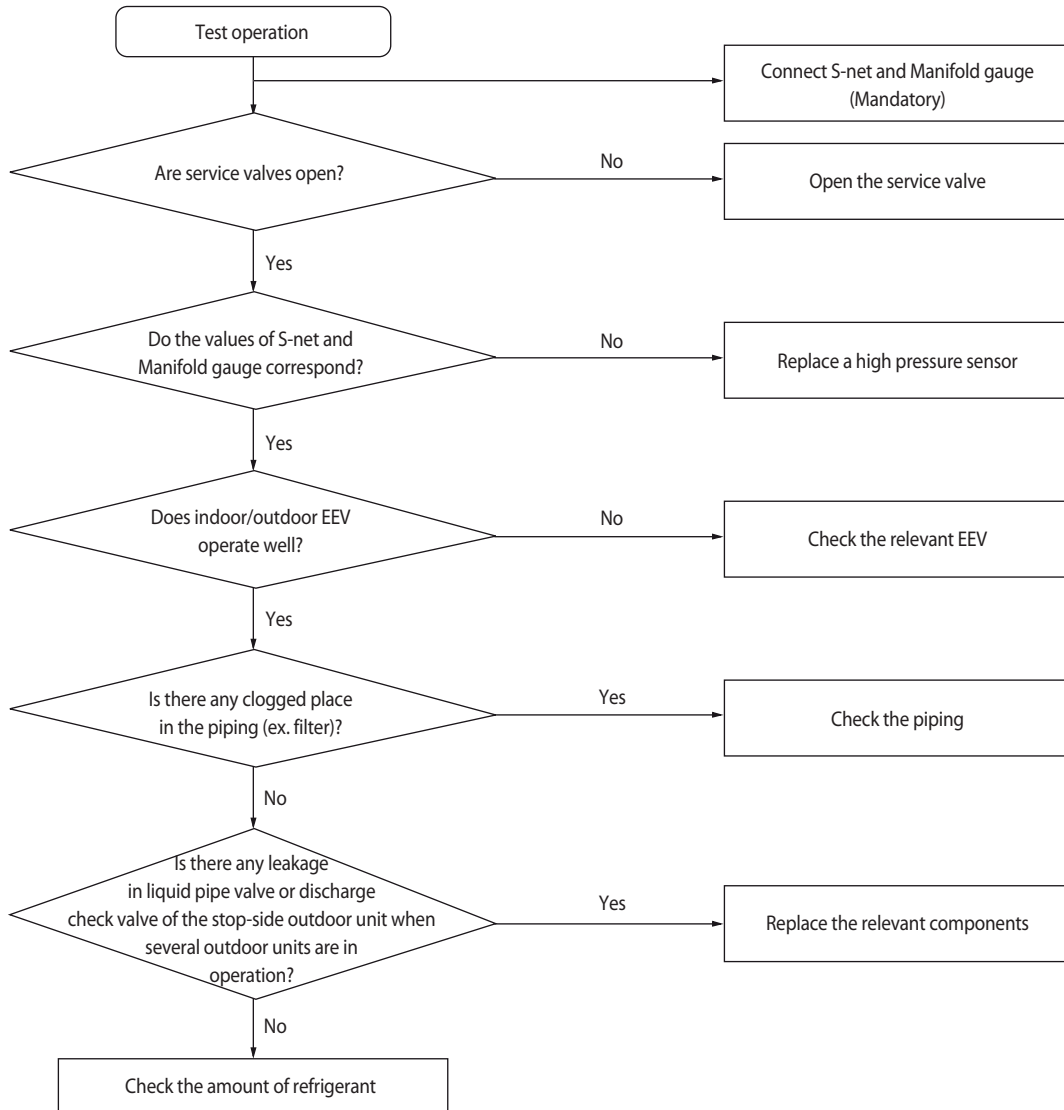 Test operation
Connect S-net and Manifold gauge
(Mandatory)
Are service valves open?
No
Open the service valve
Yes
Do the values of S-net and
Manifold gauge correspond?
No
Replace a high pressure sensor
Yes
Does indoor/outdoor EEV
operate well?
No
Check the relevant EEV
Yes
Is there any clogged place
in the piping (ex. filter)?
Yes
Check the piping
No
Is there any leakage
in liquid pipe valve or discharge
check valve of the stop-side outdoor unit when
several outdoor units are in
operation?
Yes
Replace the relevant components
No
Check the amount of refrigerant